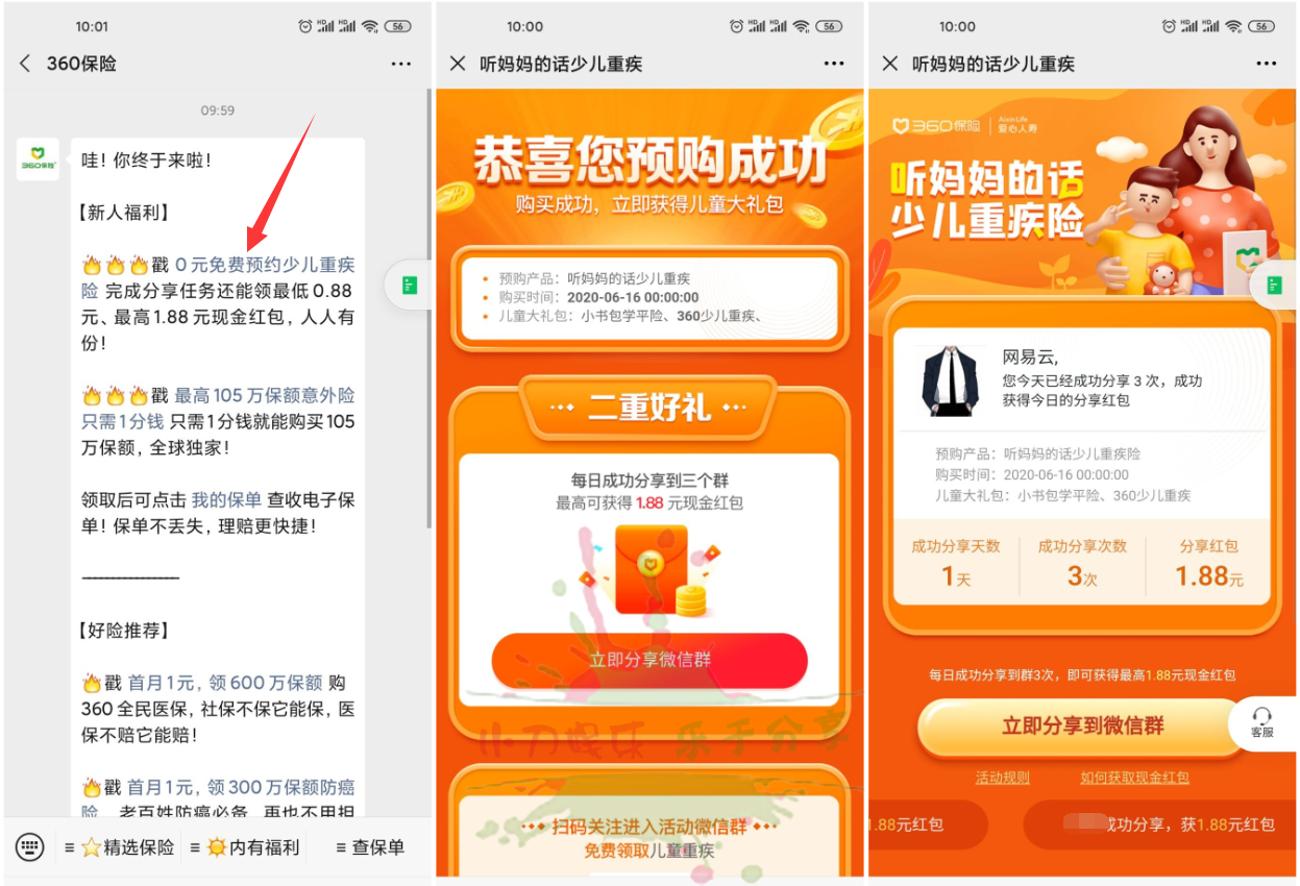 10:01
HD HD 56
360保险
09:59
360保险
哇！你终于来啦！
【新人福利】
戳 0元免费预约少儿重疾
险 完成分享任务还能领最低0.88
元、最高1.88元现金红包，人人有
份！
戳 最高105万保额意外险
只需1分钱 只需1分钱就能购买105
万保额，全球独家！
领取后可点击 我的保单 查收电子保
单！保单不丢失，理赔更快捷！
————————
【好险推荐】
戳 首月1元，领600万保额 购
360全民医保，社保不保它能保，医
保不赔它能赔！
戳 首月1元，领300万保额防癌
险 老百姓防癌必备，再也不用担
精选保险
内有福利
查保单
10:00
HD HD 56
听妈妈的话少儿重疾
恭喜您预购成功
购买成功，立即获得儿童大礼包
预购产品：听妈妈的话少儿重疾
购买时间：2020-06-16 00:00:00
儿童大礼包：小书包学平险、360少儿重疾、
二重好礼
每日成功分享到三个群
最高可获得 1.88 元现金红包
立即分享微信群
小刀娱乐 乐于分享
扫码关注进入活动微信群
免费领取儿童重疾
10:00
HD HD 56
听妈妈的话少儿重疾
360保险
AixinLife
爱心人寿
听妈妈的话
少儿重疾险
网易云，
您今天已经成功分享 3 次，成功
获得今日的分享红包
预购产品：听妈妈的话少儿重疾险
购买时间：2020-06-16 00:00:00
儿童大礼包：小书包学平险、360少儿重疾
成功分享天数
1天
成功分享次数
3次
分享红包
1.88元
每日成功分享到群3次，即可获得最高1.88元现金红包
立即分享到微信群
客服
活动规则
如何获取现金红包
1.88元红包
成功分享，获1.88元红包